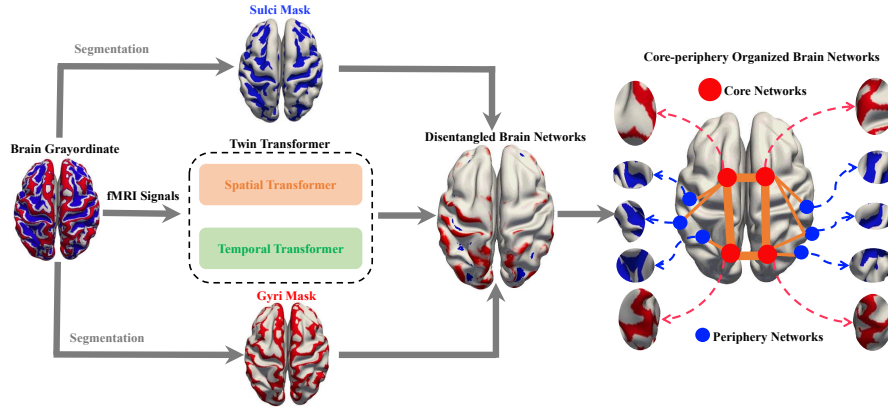 Sulci Mask
Segmentation
Core-periphery Organized Brain Networks
Core Networks
Brain Grayordinate
Twin Transformer
Disentangled Brain Networks
fMRI Signals
Spatial Transformer
Temporal Transformer
Gyri Mask
Segmentation
Periphery Networks